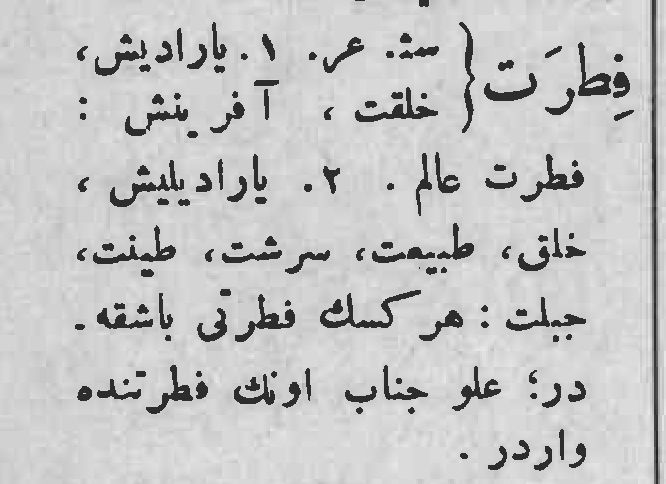 فِطرَت { سث. عر. ١. یارادیش،
خلقت ، آفرینش :
فطرت عالم . ٢. یارادیلیش ،
خلق، طبیعت، سرشت، طینت،
جبلت : هر کسك فطرتی باشقه-
در؛ علو جناب اونك فطرتنده
واردر .